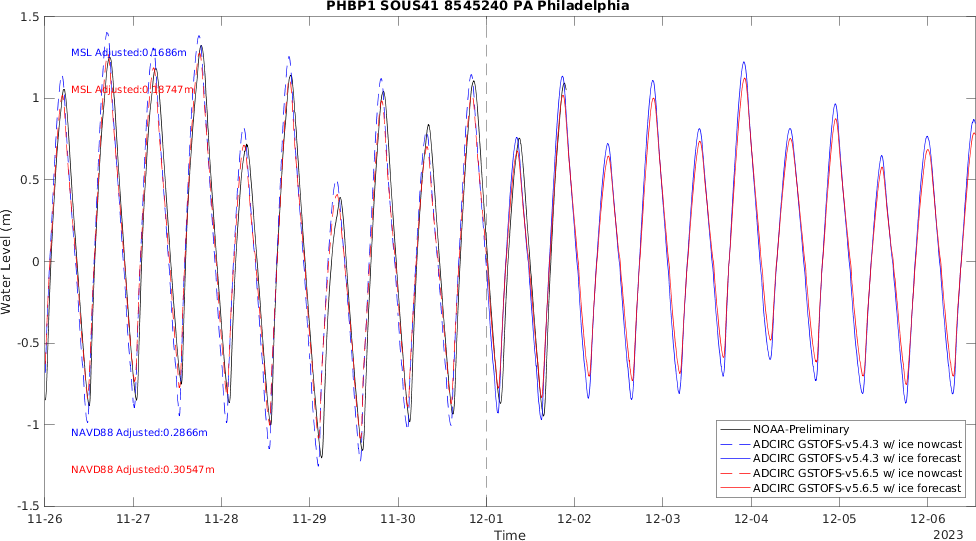 PHBP1 SOUS41 8545240 PA Philadelphia
1.5
MSL Adjusted:0.1686m
MSL Adjusted:0.18747m
1
0.5
0
-0.5
-1
-1.5
Water Level (m)
NAVD88 Adjusted:0.2866m
NAVD88 Adjusted:0.30547m
NOAA-Preliminary
ADCIRC GSTOFS-v5.4.3 w/ ice nowcast
ADCIRC GSTOFS-v5.4.3 w/ ice forecast
ADCIRC GSTOFS-v5.6.5 w/ ice nowcast
ADCIRC GSTOFS-v5.6.5 w/ ice forecast
11-26 11-27 11-28 11-29 11-30 12-01 12-02 12-03 12-04 12-05 12-06
Time
2023